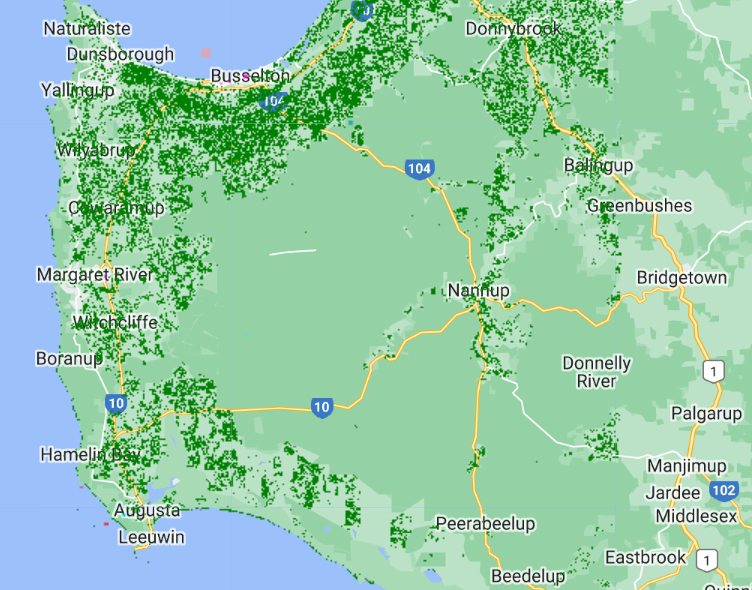 Naturaliste
Donnybrook
Dunsborough
Busselton
Yallingup
104
Wilyabrup
Balingup
104
Cowaramup
Greenbushes
Margaret River
Bridgetown
Nannup
Witchcliffe
Boranup
Donnelly
River
1
10
10
Palgarup
Hamelin Bay
Manjimup
Jardee
102
Augusta
Middlesex
Peerabeelup
Leeuwin
Eastbrook
1
Beedelup